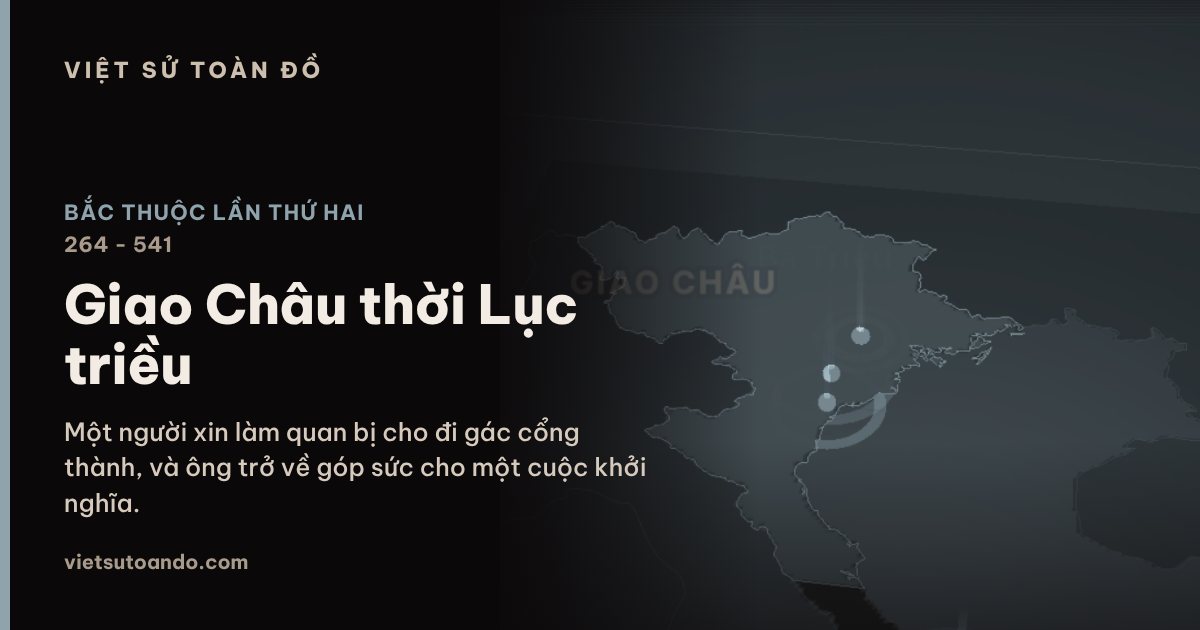 VIỆT SỬ TOÀN ĐỒ
BẮC THUỘC LẦN THỨ HAI
264 - 541
Giao Châu thời Lục
triều
Một người xin làm quan bị cho đi gác cổng
thành, và ông trở về góp sức cho một cuộc khởi
nghĩa.
vietsutoando.com
GIAO CHÂU